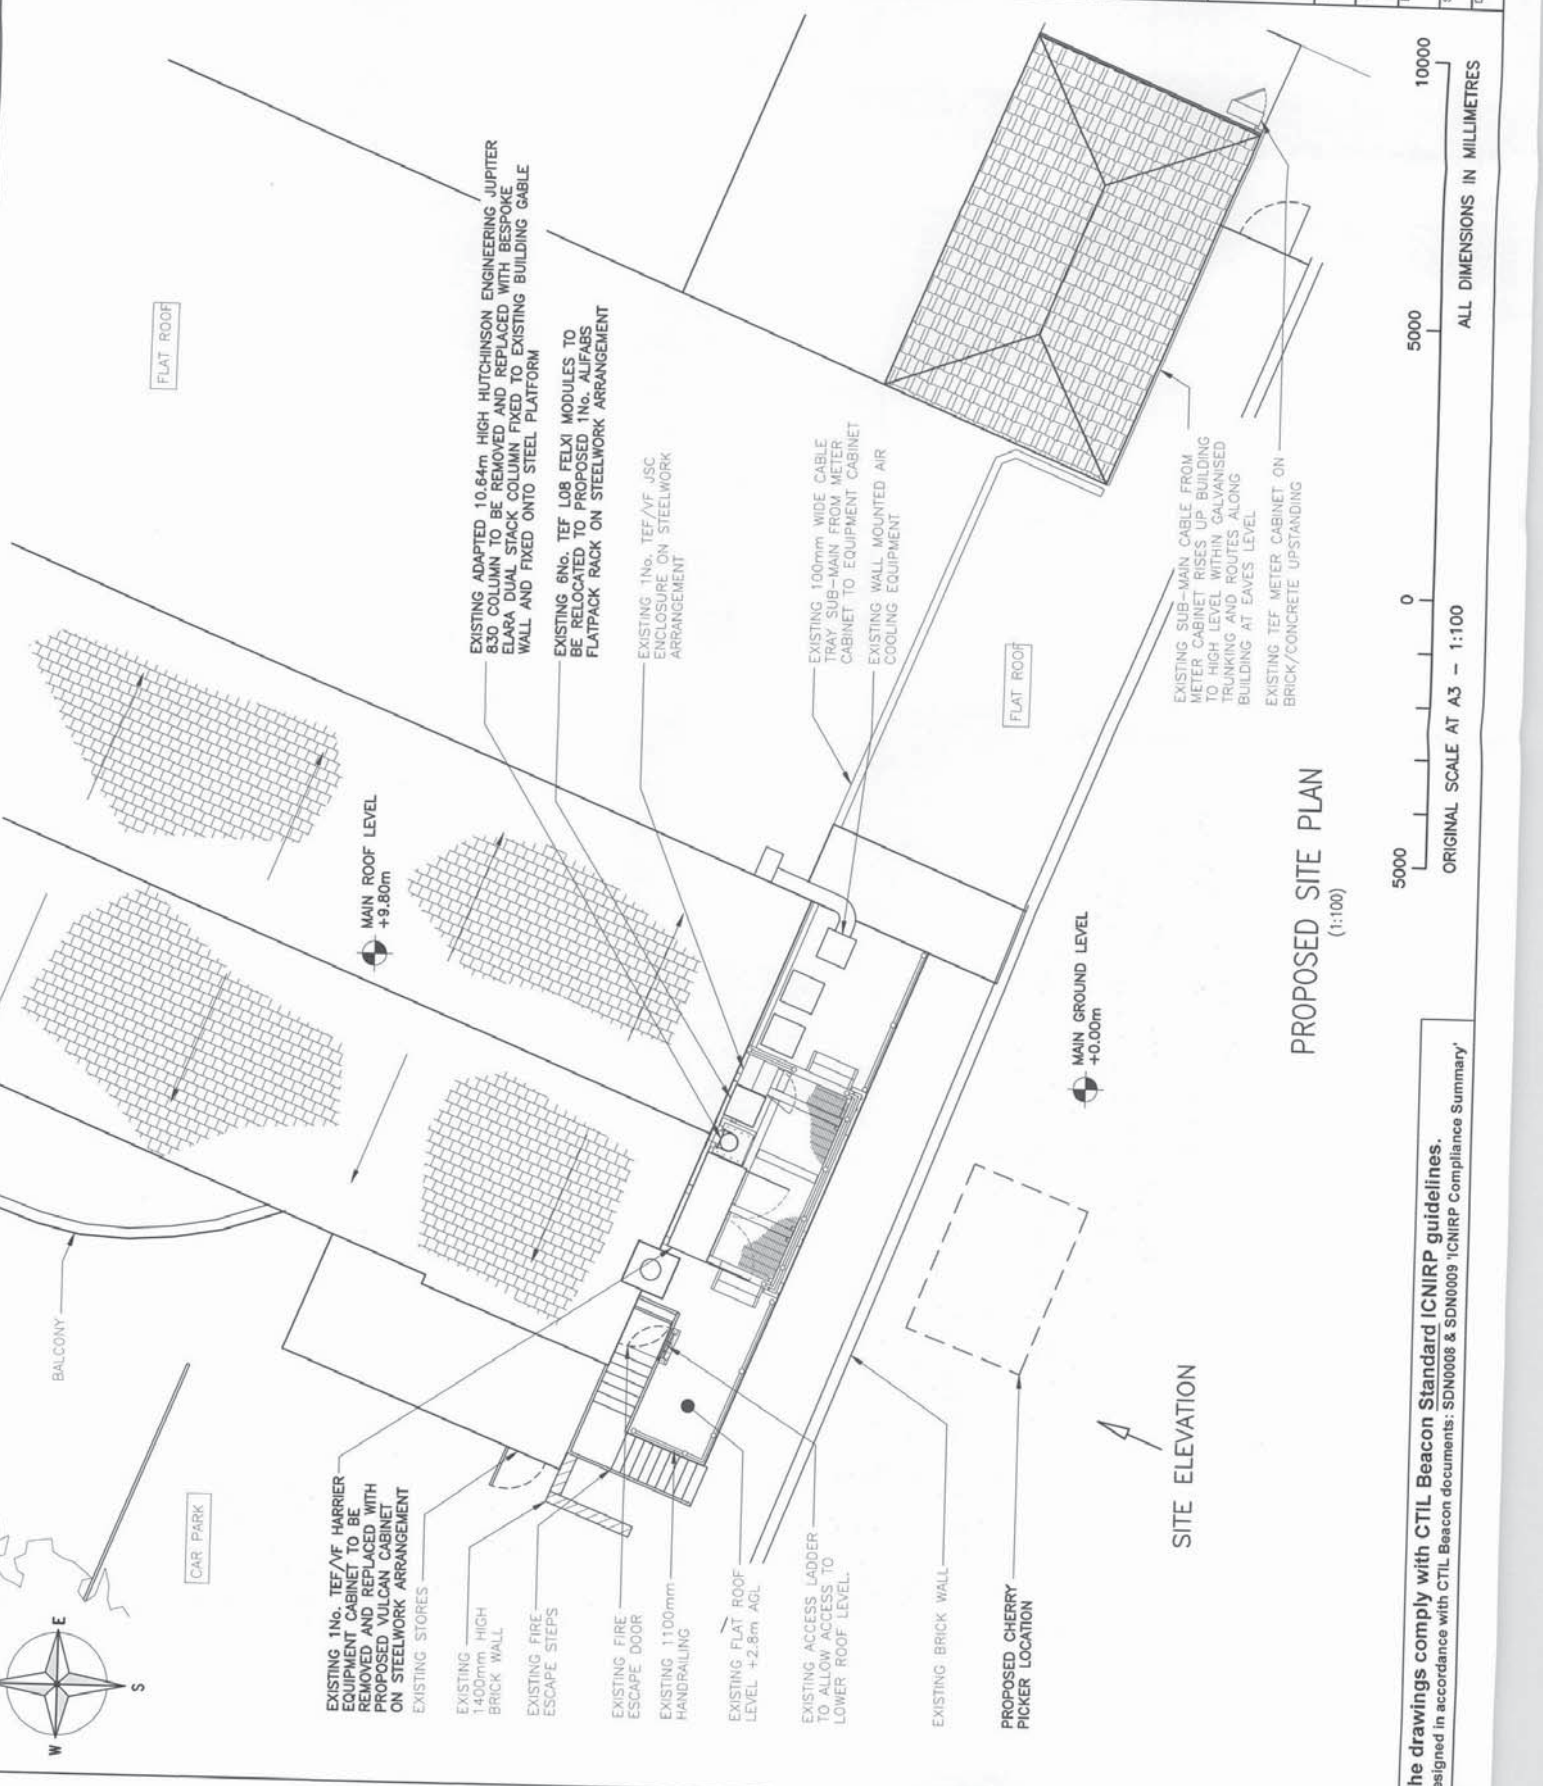 W
E
S
BALCONY
CAR PARK
FLAT ROOF
MAIN ROOF LEVEL
+9.80m
EXISTING ADAPTED 10.64m HIGH HUTCHINSON ENGINEERING JUPITER
830 COLUMN TO BE REMOVED AND REPLACED WITH BESPOKE
ELARA DUAL STACK COLUMN FIXED TO EXISTING BUILDING GABLE
WALL AND FIXED ONTO STEEL PLATFORM
EXISTING 6No. TEF L08 FELXI MODULES TO
BE RELOCATED TO PROPOSED 1No. ALIFABS
FLATPACK RACK ON STEELWORK ARRANGEMENT
EXISTING 1No. TEF/VF JSC
ENCLOSURE ON STEELWORK
ARRANGEMENT
EXISTING 100mm WIDE CABLE
TRAY SUB-MAIN FROM METER
CABINET TO EQUIPMENT CABINET
EXISTING WALL MOUNTED AIR
COOLING EQUIPMENT
FLAT ROOF
EXISTING SUB-MAIN CABLE FROM
METER CABINET RISES UP BUILDING
TO HIGH LEVEL WITHIN GALVANISED
TRUNKING AND ROUTES ALONG
BUILDING AT EAVES LEVEL
EXISTING TEF METER CABINET ON
BRICK/CONCRETE UPSTANDING
EXISTING 1No. TEF/VF HARRIER
EQUIPMENT CABINET TO BE
REMOVED AND REPLACED WITH
PROPOSED VULCAN CABINET
ON STEELWORK ARRANGEMENT
EXISTING STORES
EXISTING
1400mm HIGH
BRICK WALL
EXISTING FIRE
ESCAPE STEPS
EXISTING FIRE
ESCAPE DOOR
EXISTING 1100mm
HANDRAILING
EXISTING FLAT ROOF
LEVEL +2.8m AGL
EXISTING ACCESS LADDER
TO ALLOW ACCESS TO
LOWER ROOF LEVEL.
EXISTING BRICK WALL
PROPOSED CHERRY
PICKER LOCATION
MAIN GROUND LEVEL
+0.00m
SITE ELEVATION
PROPOSED SITE PLAN
(1:100)
5000
0
5000
10000
ORIGINAL SCALE AT A3 - 1:100
ALL DIMENSIONS IN MILLIMETRES
he drawings comply with CTIL Beacon Standard ICNIRP guidelines.
esigned in accordance with CTIL Beacon documents: SDN0008 & SDN0009 'ICNIRP Compliance Summary'